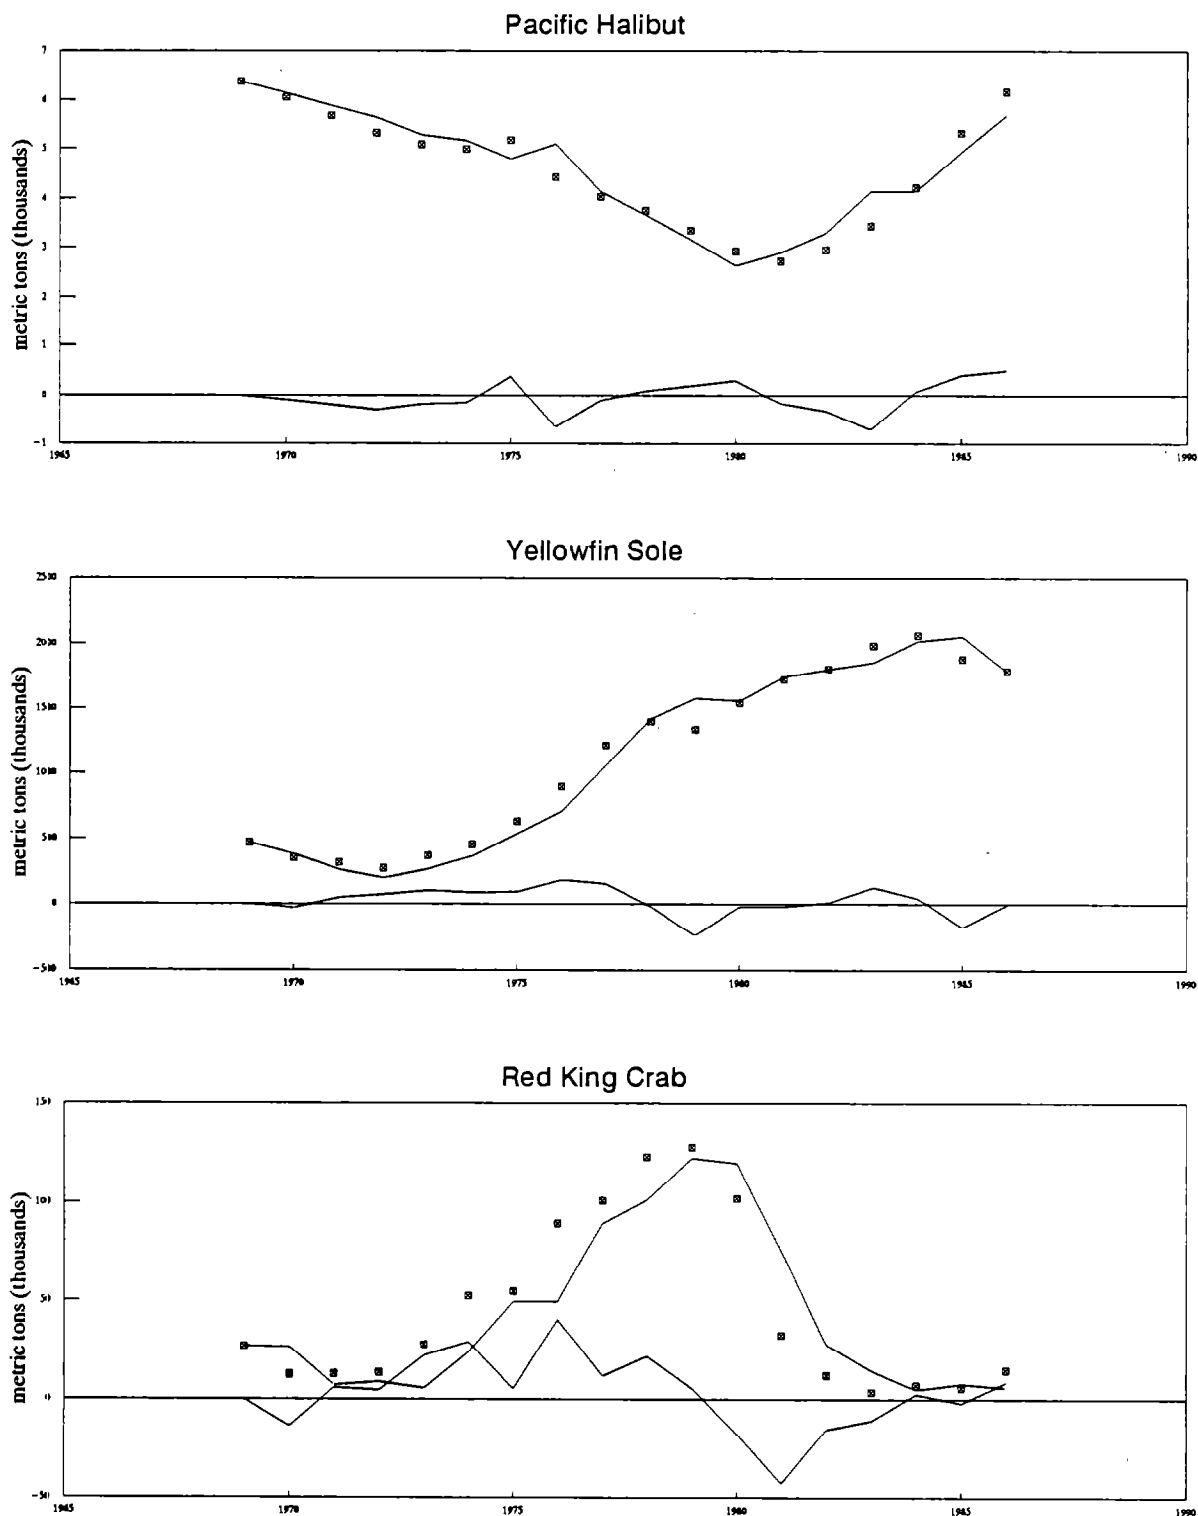 Pacific Halibut
metric tons (thousands)
7
6
5
4
3
2
1
0
-1
1965 1970 1975 1980 1985 1990
Yellowfin Sole
metric tons (thousands)
2500
2000
1500
1000
500
0
-500
1965 1970 1975 1980 1985 1990
Red King Crab
metric tons (thousands)
150
100
50
0
-50
1965 1970 1975 1980 1985 1990